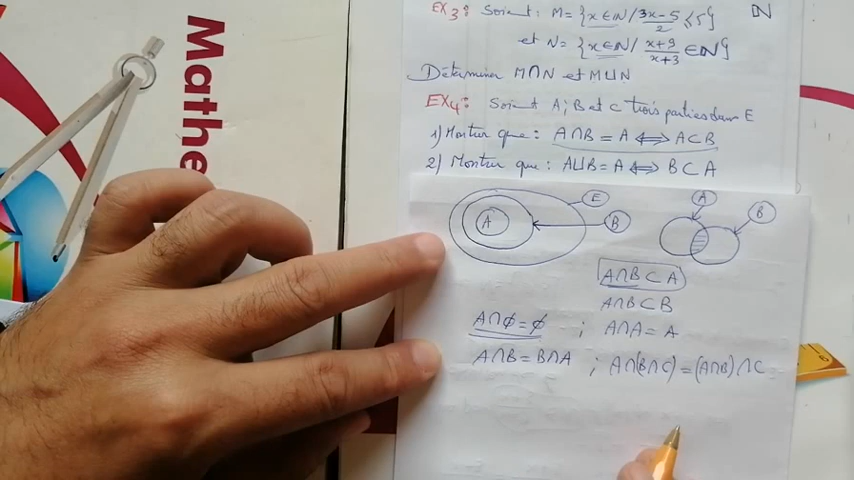 Mathe
EX3: Soient: M = {x ∈ ℕ / 3x-5/2 ≤ 5} ℕ
et N = {x ∈ ℕ / x+9/x+3 ∈ ℕ}
Déterminer M∩N et M∪N
EX4: Soient A; B et C trois parties dans E
1) Montrer que: A∩B = A ⟺ A⊂B
2) Montrer que: A∪B = A ⟺ B⊂A
E A
A B B
A∩B⊂A
A∩B⊂B
A∩∅=∅ ; A∩A = A
A∩B = B∩A ; A∩(B∩C) = (A∩B)∩C